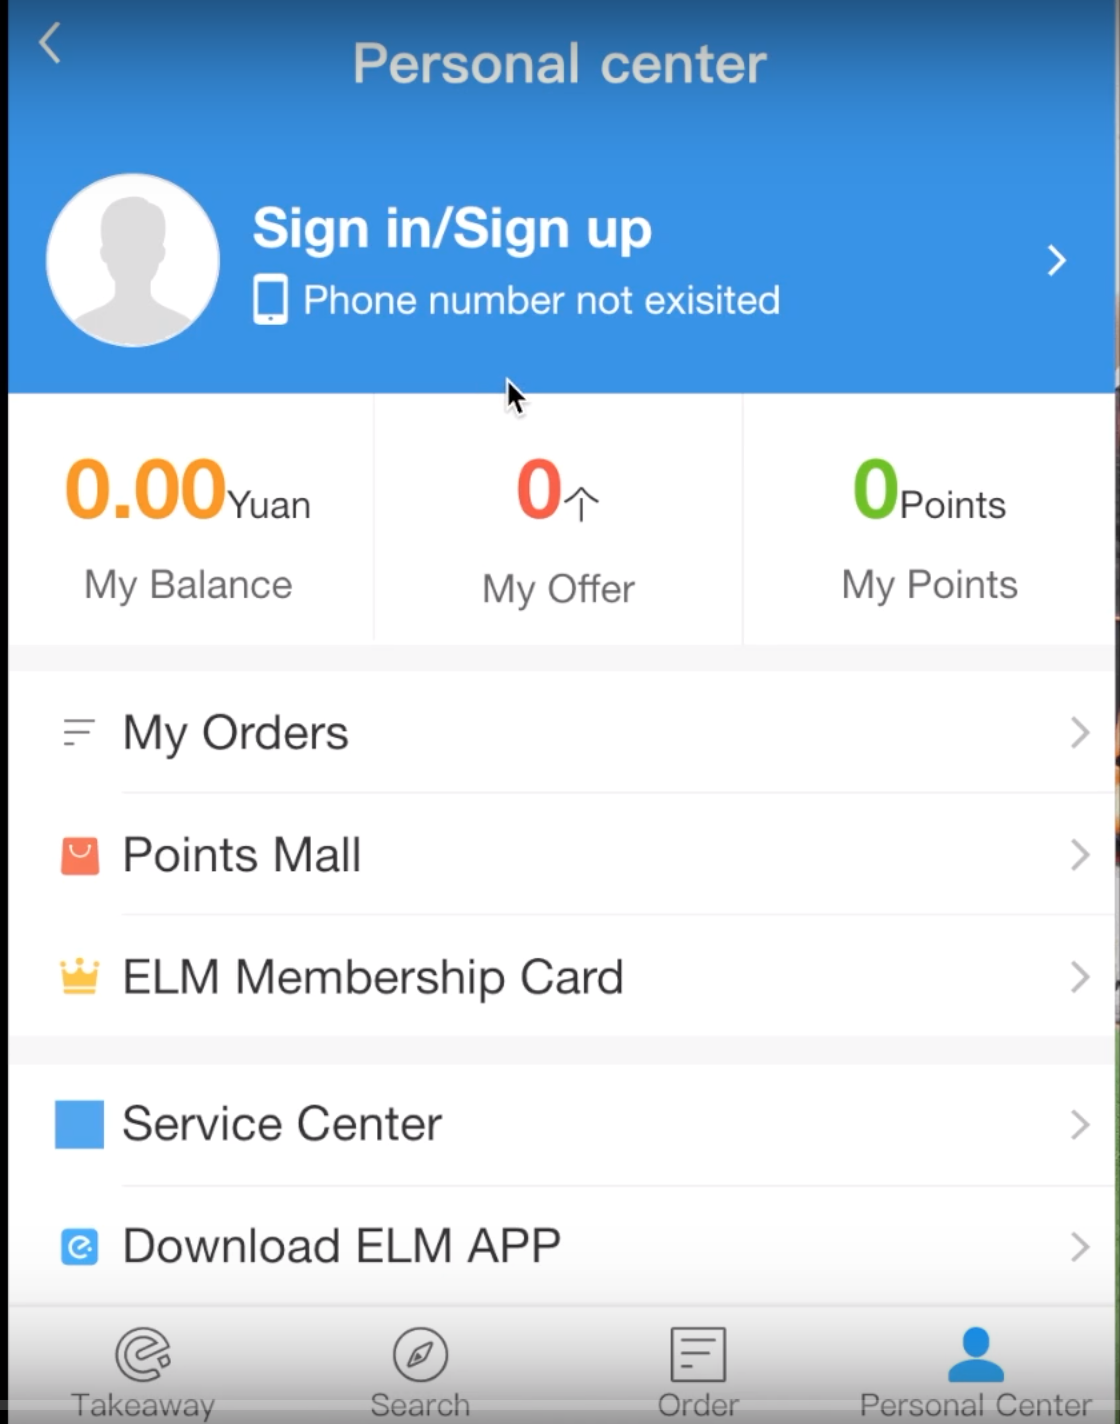 Personal center
Sign in/Sign up
Phone number not exisited
0.00Yuan
0个
0Points
My Balance
My Offer
My Points
My Orders
Points Mall
ELM Membership Card
Service Center
Download ELM APP
Takeaway
Search
Order
Personal Center